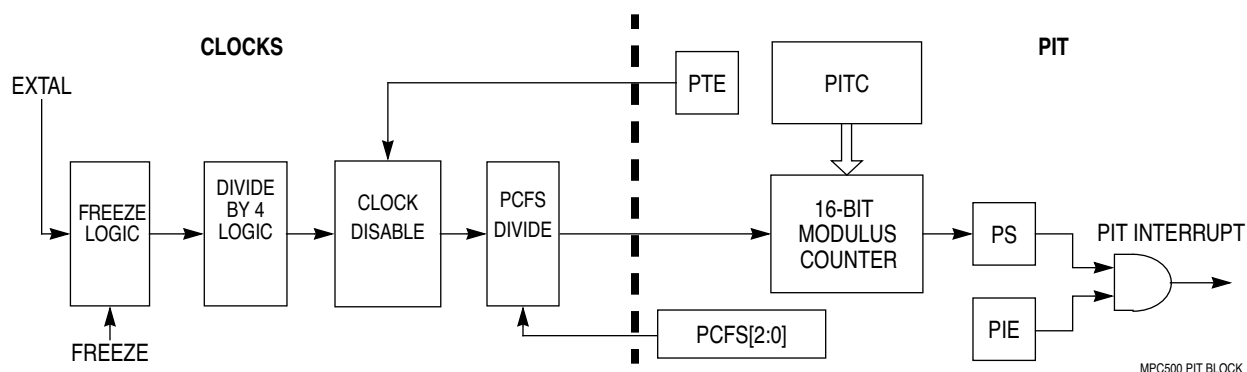 CLOCKS
PIT
EXTAL
PTE
PITC
FREEZE
LOGIC
DIVIDE
BY 4
LOGIC
CLOCK
DISABLE
PCFS
DIVIDE
16-BIT
MODULUS
COUNTER
PS
PIT INTERRUPT
PIE
FREEZE
PCFS[2:0]
MPC500 PIT BLOCK